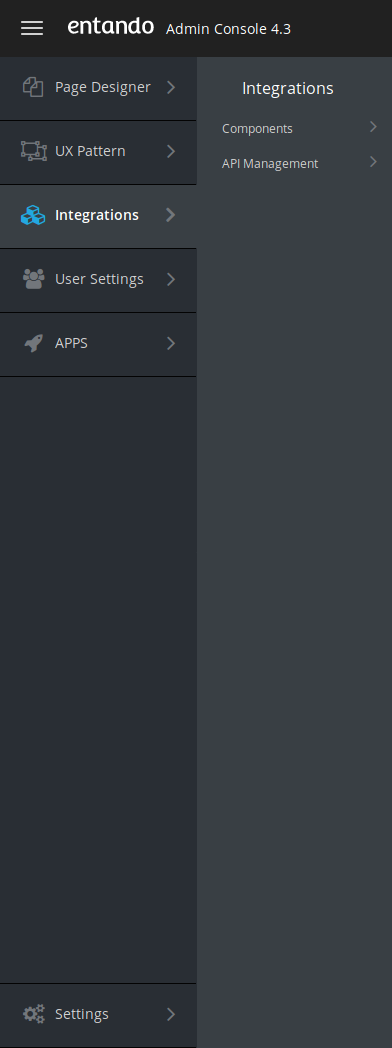 entando Admin Console 4.3
Page Designer
UX Pattern
Integrations
User Settings
APPS
Settings
Integrations
Components
API Management